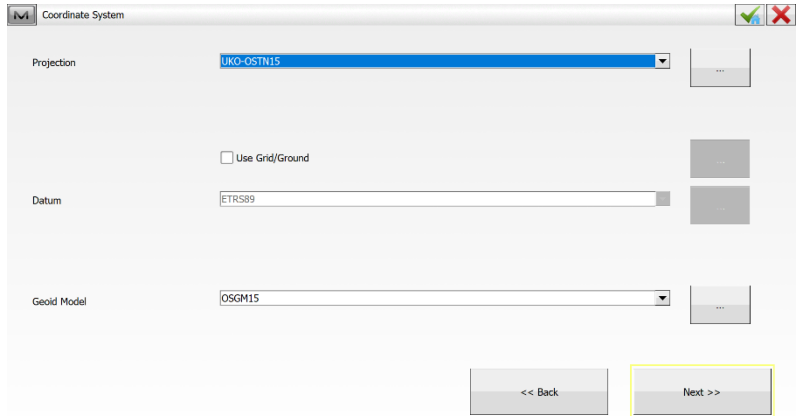 Coordinate System
Projection
UKO-OSTN15
...
Use Grid/Ground
...
Datum
ETRS89
...
Geoid Model
OSGM15
...
<< Back
Next >>